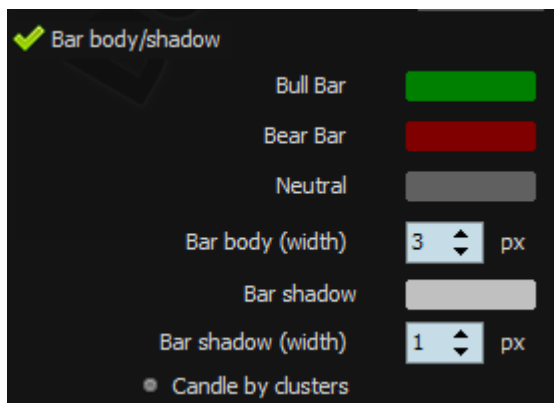 Bar body/shadow
Bull Bar
Bear Bar
Neutral
Bar body (width) 3 px
Bar shadow
Bar shadow (width) 1 px
Candle by clusters